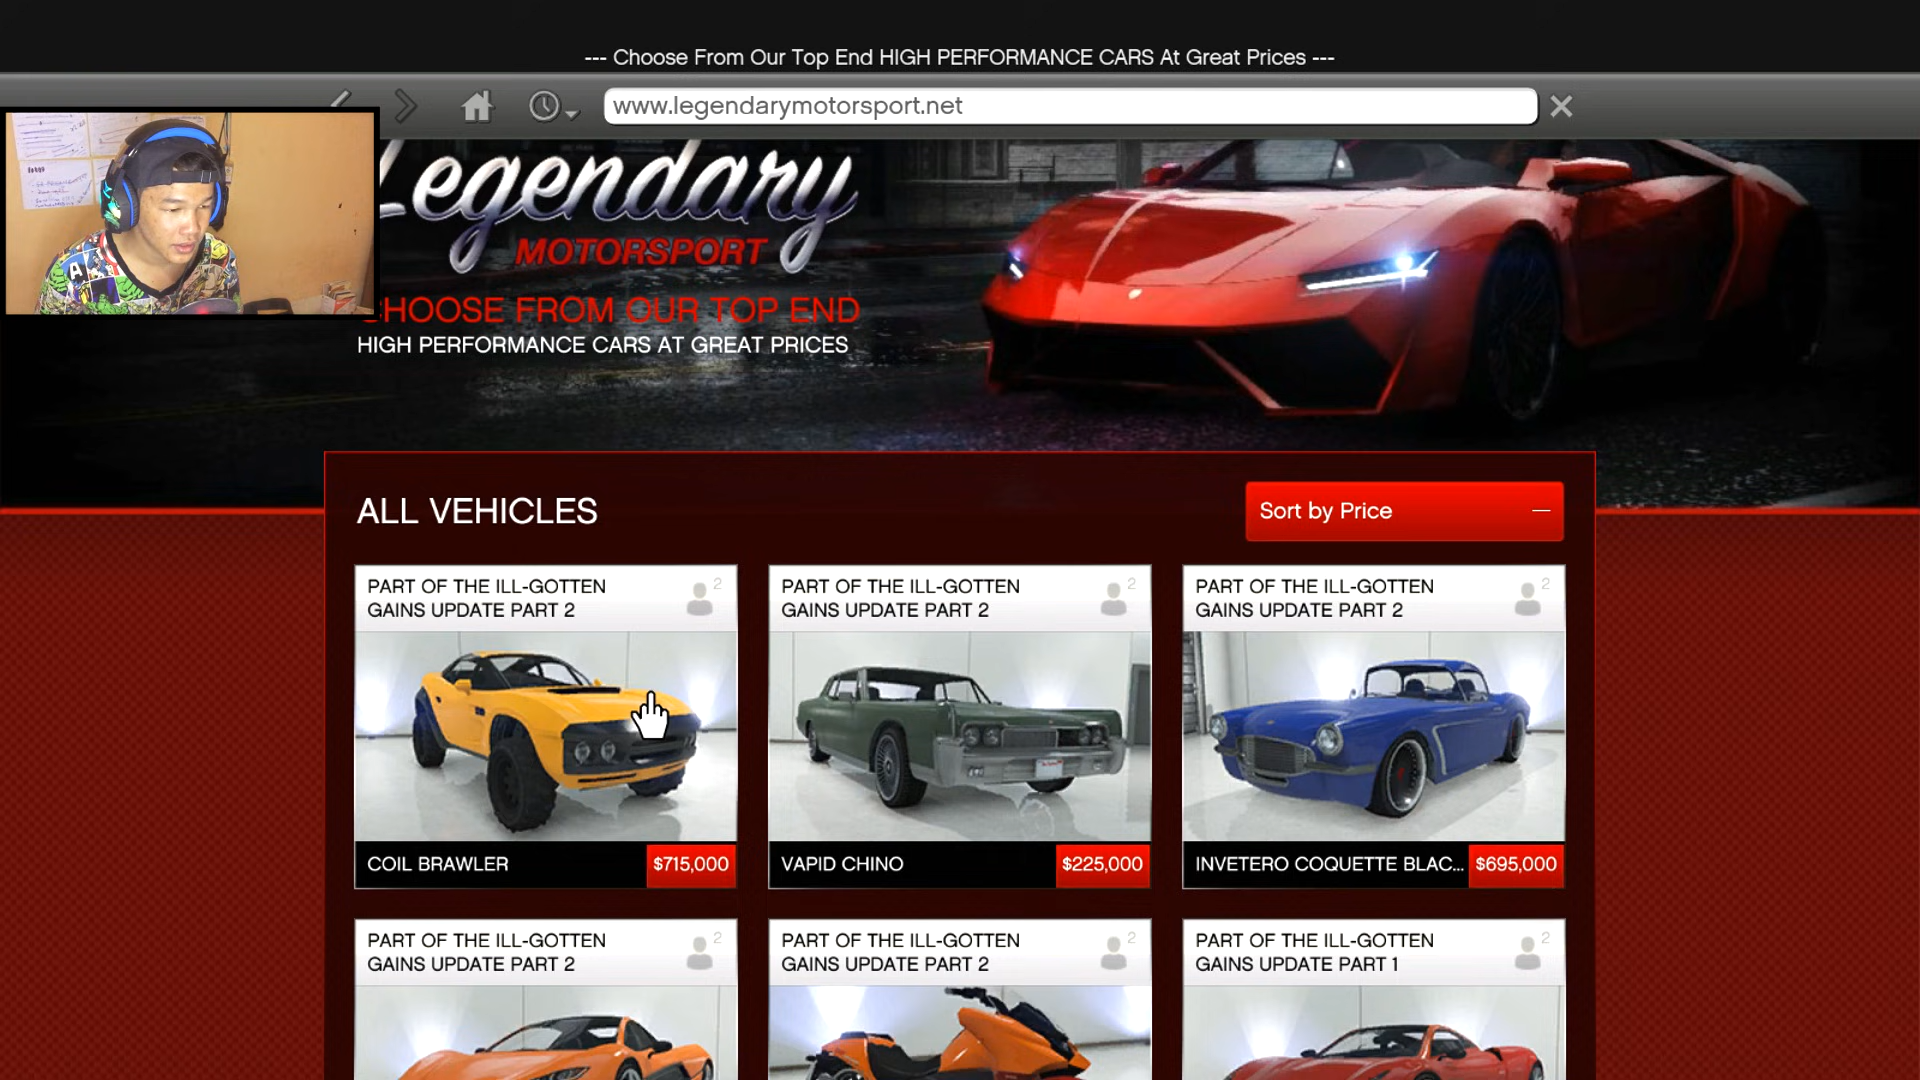 --- Choose From Our Top End HIGH PERFORMANCE CARS At Great Prices ---
www.legendarymotorsport.net
Legendary
MOTORSPORT
CHOOSE FROM OUR TOP END
HIGH PERFORMANCE CARS AT GREAT PRICES
ALL VEHICLES
Sort by Price
PART OF THE ILL-GOTTEN
GAINS UPDATE PART 2
2
PART OF THE ILL-GOTTEN
GAINS UPDATE PART 2
2
PART OF THE ILL-GOTTEN
GAINS UPDATE PART 2
2
COIL BRAWLER
$715,000
VAPID CHINO
$225,000
INVETERO COQUETTE BLAC...
$695,000
PART OF THE ILL-GOTTEN
GAINS UPDATE PART 2
2
PART OF THE ILL-GOTTEN
GAINS UPDATE PART 2
2
PART OF THE ILL-GOTTEN
GAINS UPDATE PART 1
2